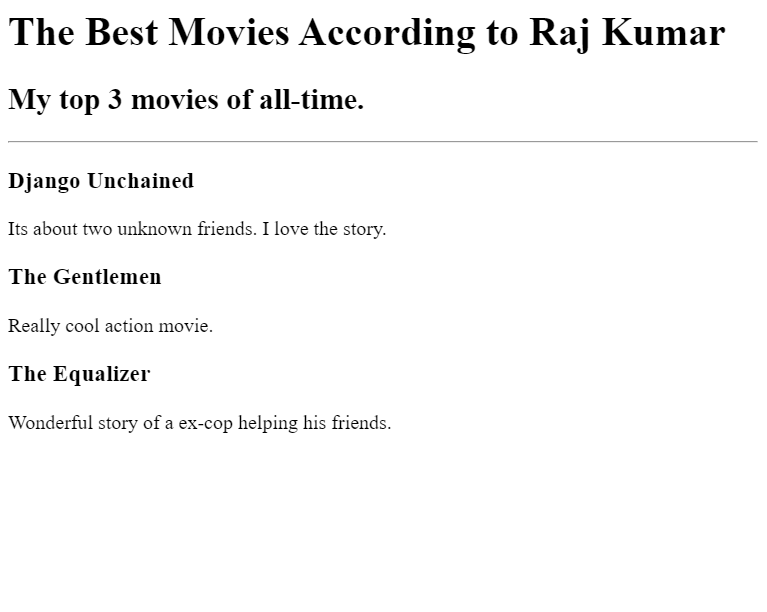 The Best Movies According to Raj Kumar
My top 3 movies of all-time.
Django Unchained
Its about two unknown friends. I love the story.
The Gentlemen
Really cool action movie.
The Equalizer
Wonderful story of a ex-cop helping his friends.